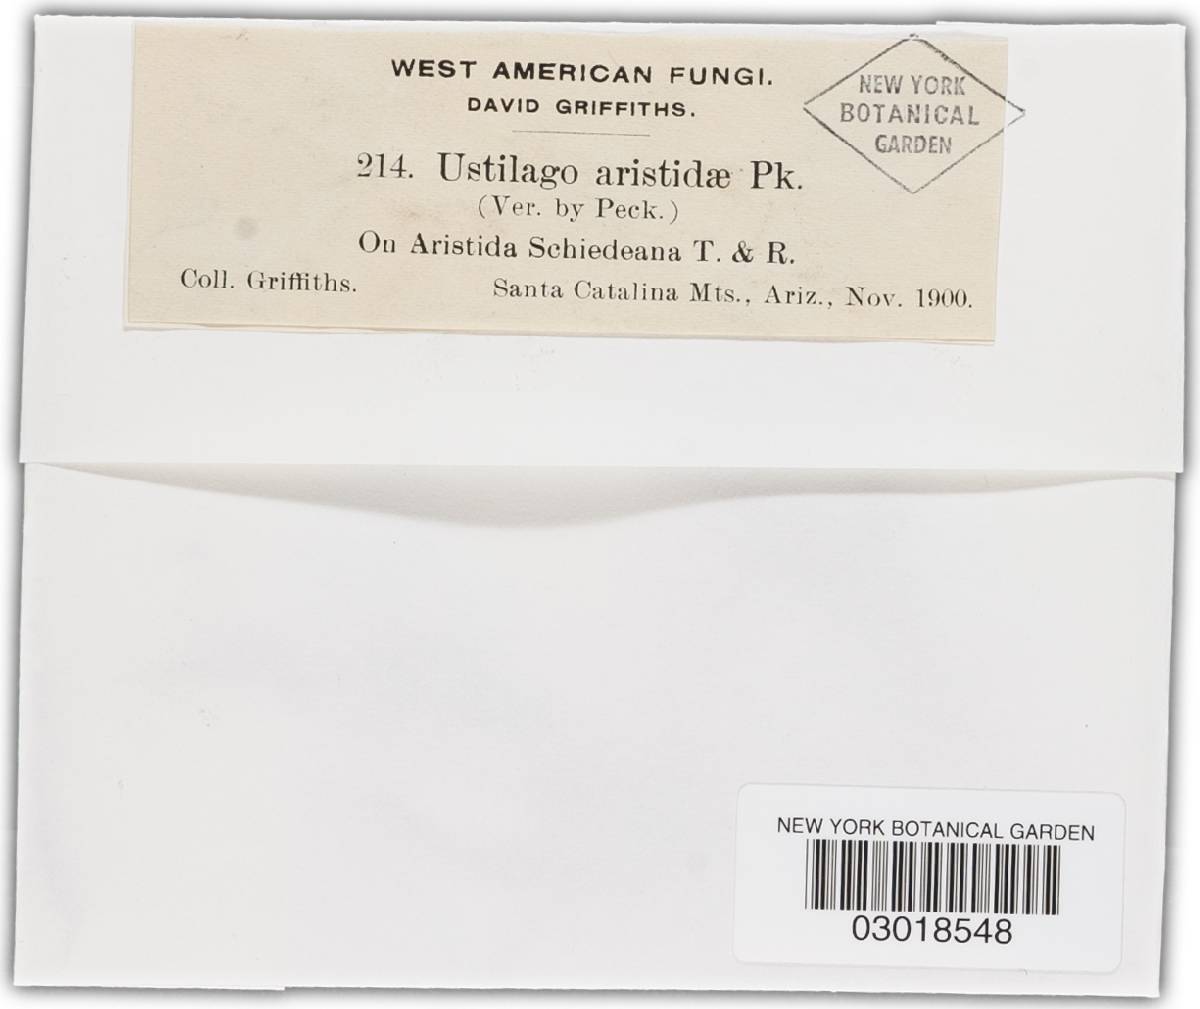 WEST AMERICAN FUNGI.
DAVID GRIFFITHS.
NEW YORK
BOTANICAL
GARDEN
214. Ustilago aristidæ Pk.
(Ver. by Peck.)
On Aristida Schiedeana T. & R.
Coll. Griffiths. Santa Catalina Mts., Ariz., Nov. 1900.
NEW YORK BOTANICAL GARDEN
03018548